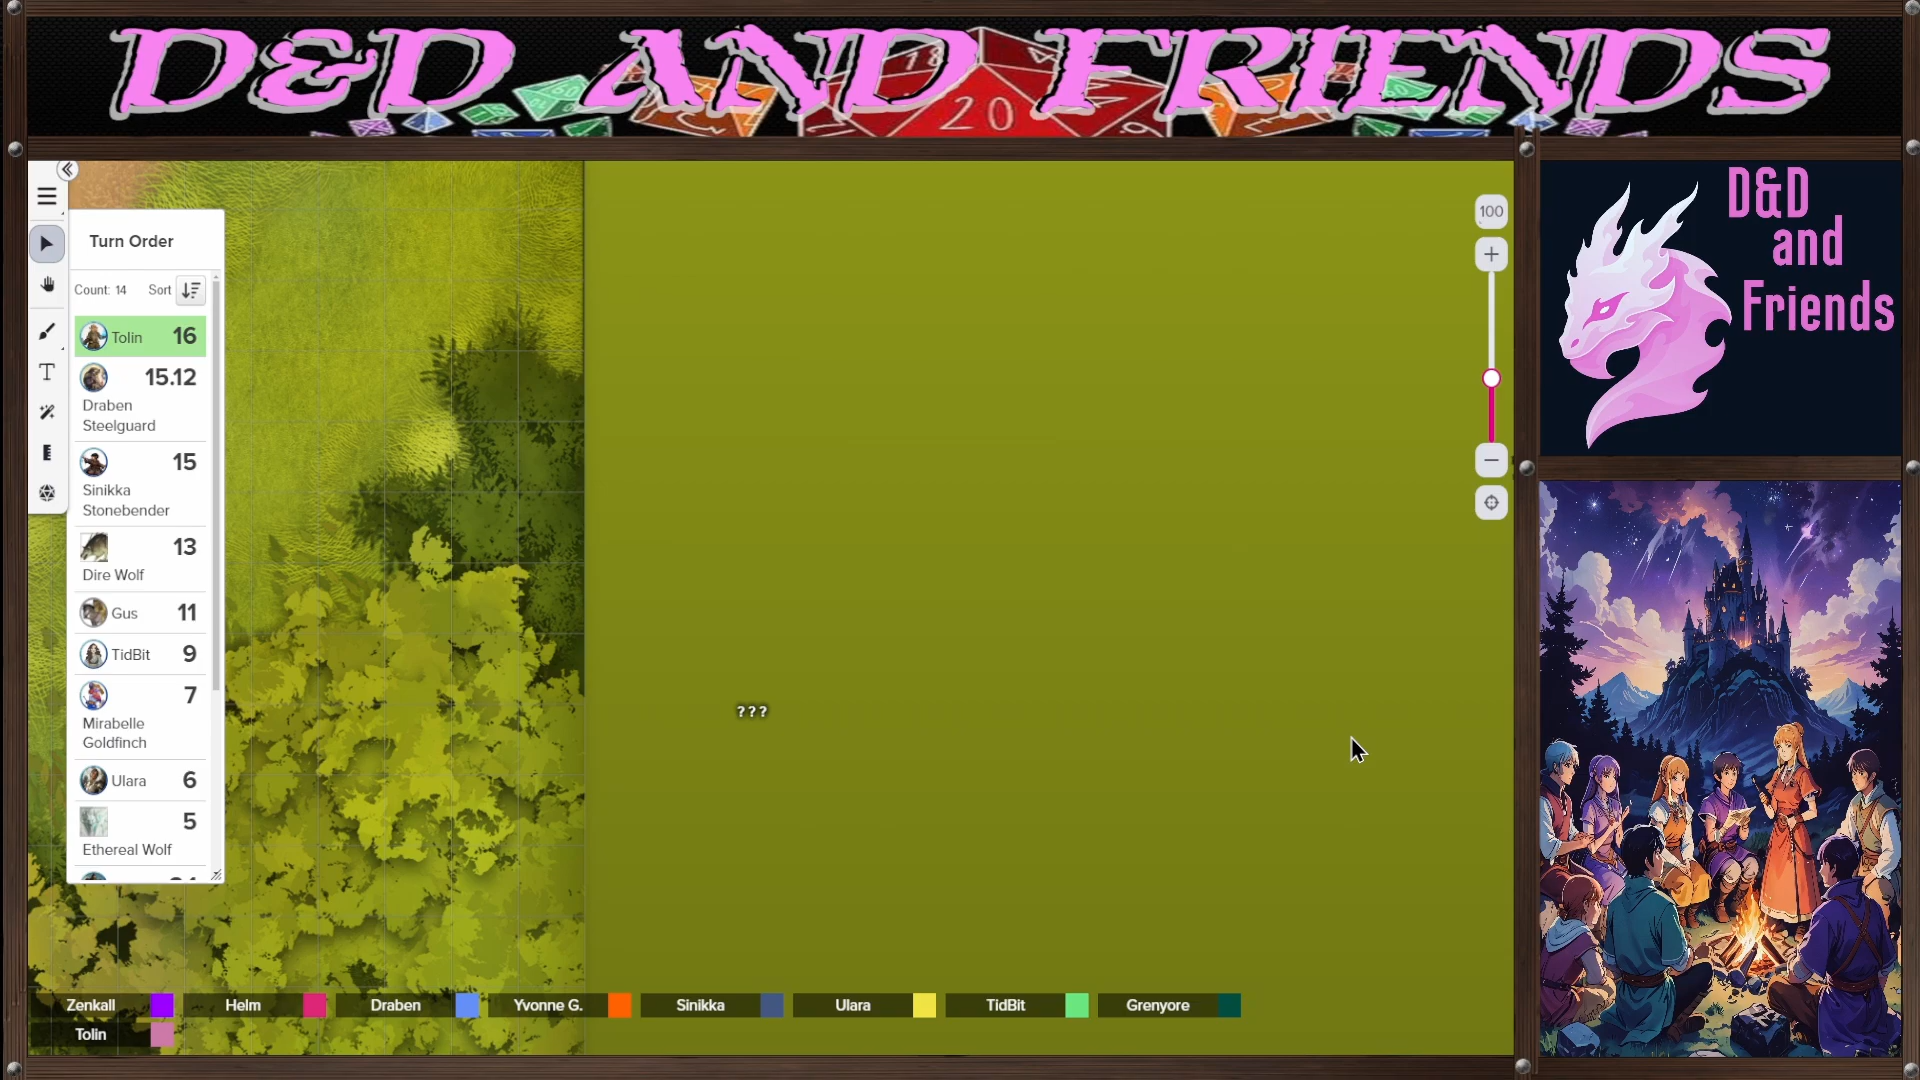 D&D AND FRIENDS
20
D&D
and
Friends
100
Turn Order
Count: 14 Sort
Tolin 16
15.12
Draben
Steelguard
15
Sinikka
Stonebender
13
Dire Wolf
Gus 11
TidBit 9
7
Mirabelle
Goldfinch
Ulara 6
5
Ethereal Wolf
???
Zenkall Helm Draben Yvonne G. Sinikka Ulara TidBit Grenyore
Tolin